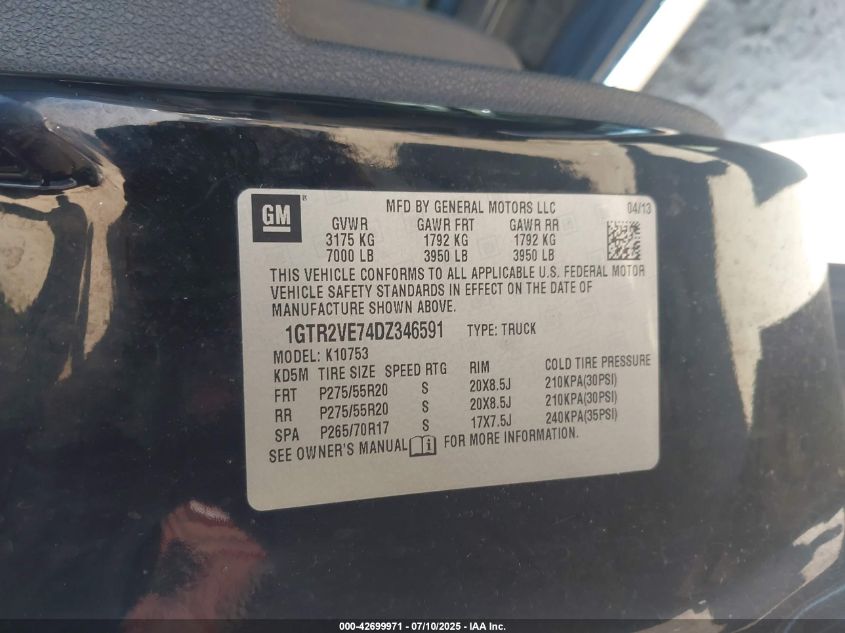 GM ®
MFD BY GENERAL MOTORS LLC 04/13
GVWR GAWR FRT GAWR RR
3175 KG 1792 KG 1792 KG
7000 LB 3950 LB 3950 LB
THIS VEHICLE CONFORMS TO ALL APPLICABLE U.S. FEDERAL MOTOR
VEHICLE SAFETY STANDARDS IN EFFECT ON THE DATE OF
MANUFACTURE SHOWN ABOVE.
1GTR2VE74DZ346591 TYPE: TRUCK
MODEL: K10753
KD5M TIRE SIZE SPEED RTG RIM COLD TIRE PRESSURE
FRT P275/55R20 S 20X8.5J 210KPA(30PSI)
RR P275/55R20 S 20X8.5J 210KPA(30PSI)
SPA P265/70R17 S 17X7.5J 240KPA(35PSI)
SEE OWNER'S MANUAL i FOR MORE INFORMATION.
000-42699971 - 07/10/2025 - IAA Inc.